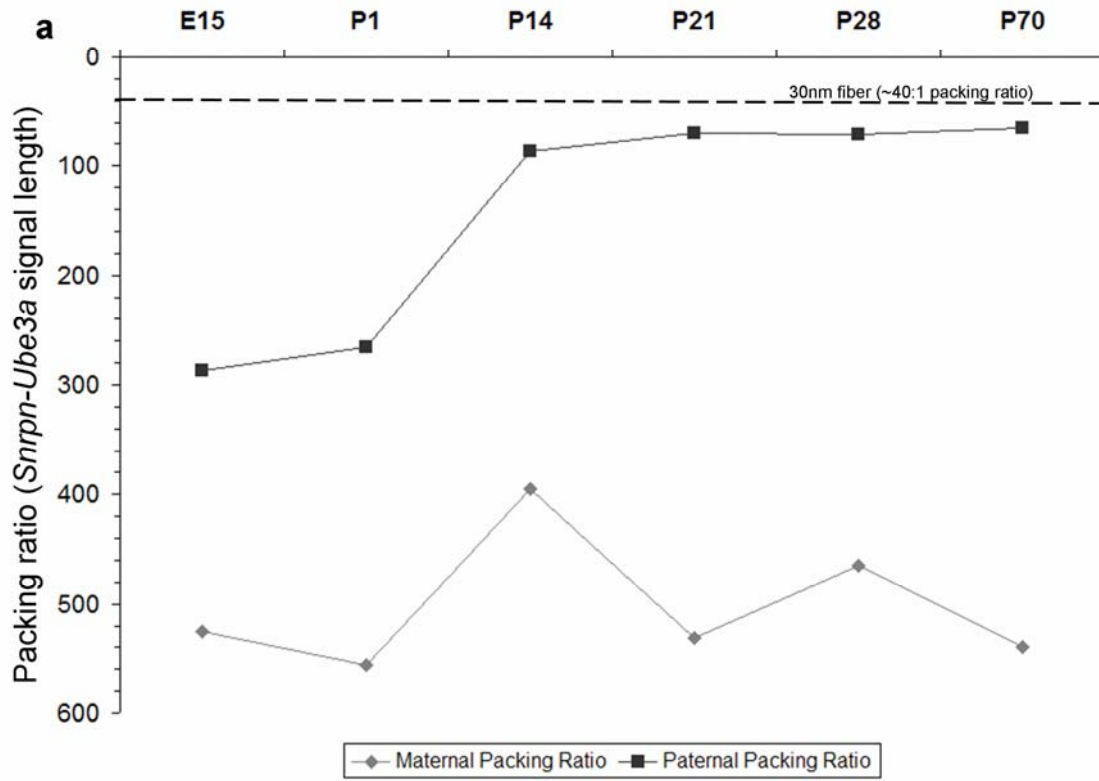 a
E15 P1 P14 P21 P28 P70
0
30nm fiber (~40:1 packing ratio)
100
200
300
400
500
600
Packing ratio (Snrpn-Ube3a signal length)
Maternal Packing Ratio Paternal Packing Ratio